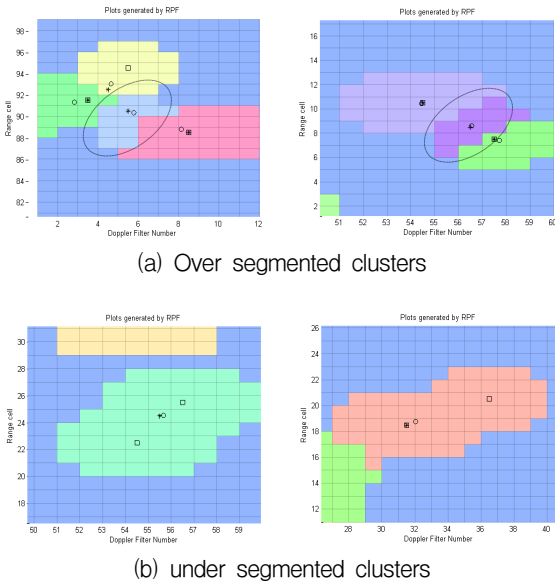 Plots generated by RPF
Range cell
98
96
94
92
90
88
86
84
82
2 4 6 8 10 12
Doppler Filter Number
Plots generated by RPF
Range cell
16
14
12
10
8
6
4
2
51 52 53 54 55 56 57 58 59 60
Doppler Filter Number
(a) Over segmented clusters
Plots generated by RPF
Range cell
30
28
26
24
22
20
18
50 51 52 53 54 55 56 57 58 59
Doppler Filter Number
Plots generated by RPF
Range cell
26
24
22
20
18
16
14
12
28 30 32 34 36 38 40
Doppler Filter Number
(b) under segmented clusters